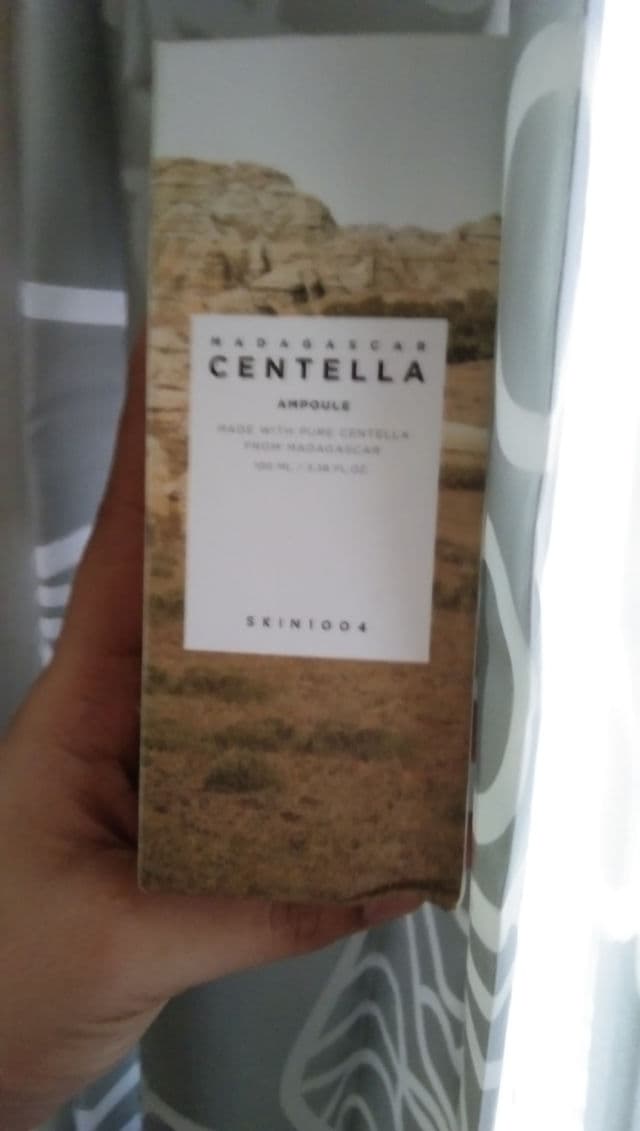 MADAGASCAR
CENTELLA
AMPOULE
MADE WITH PURE CENTELLA
FROM MADAGASCAR
100 ML / 3.38 FL.OZ
SKIN1004